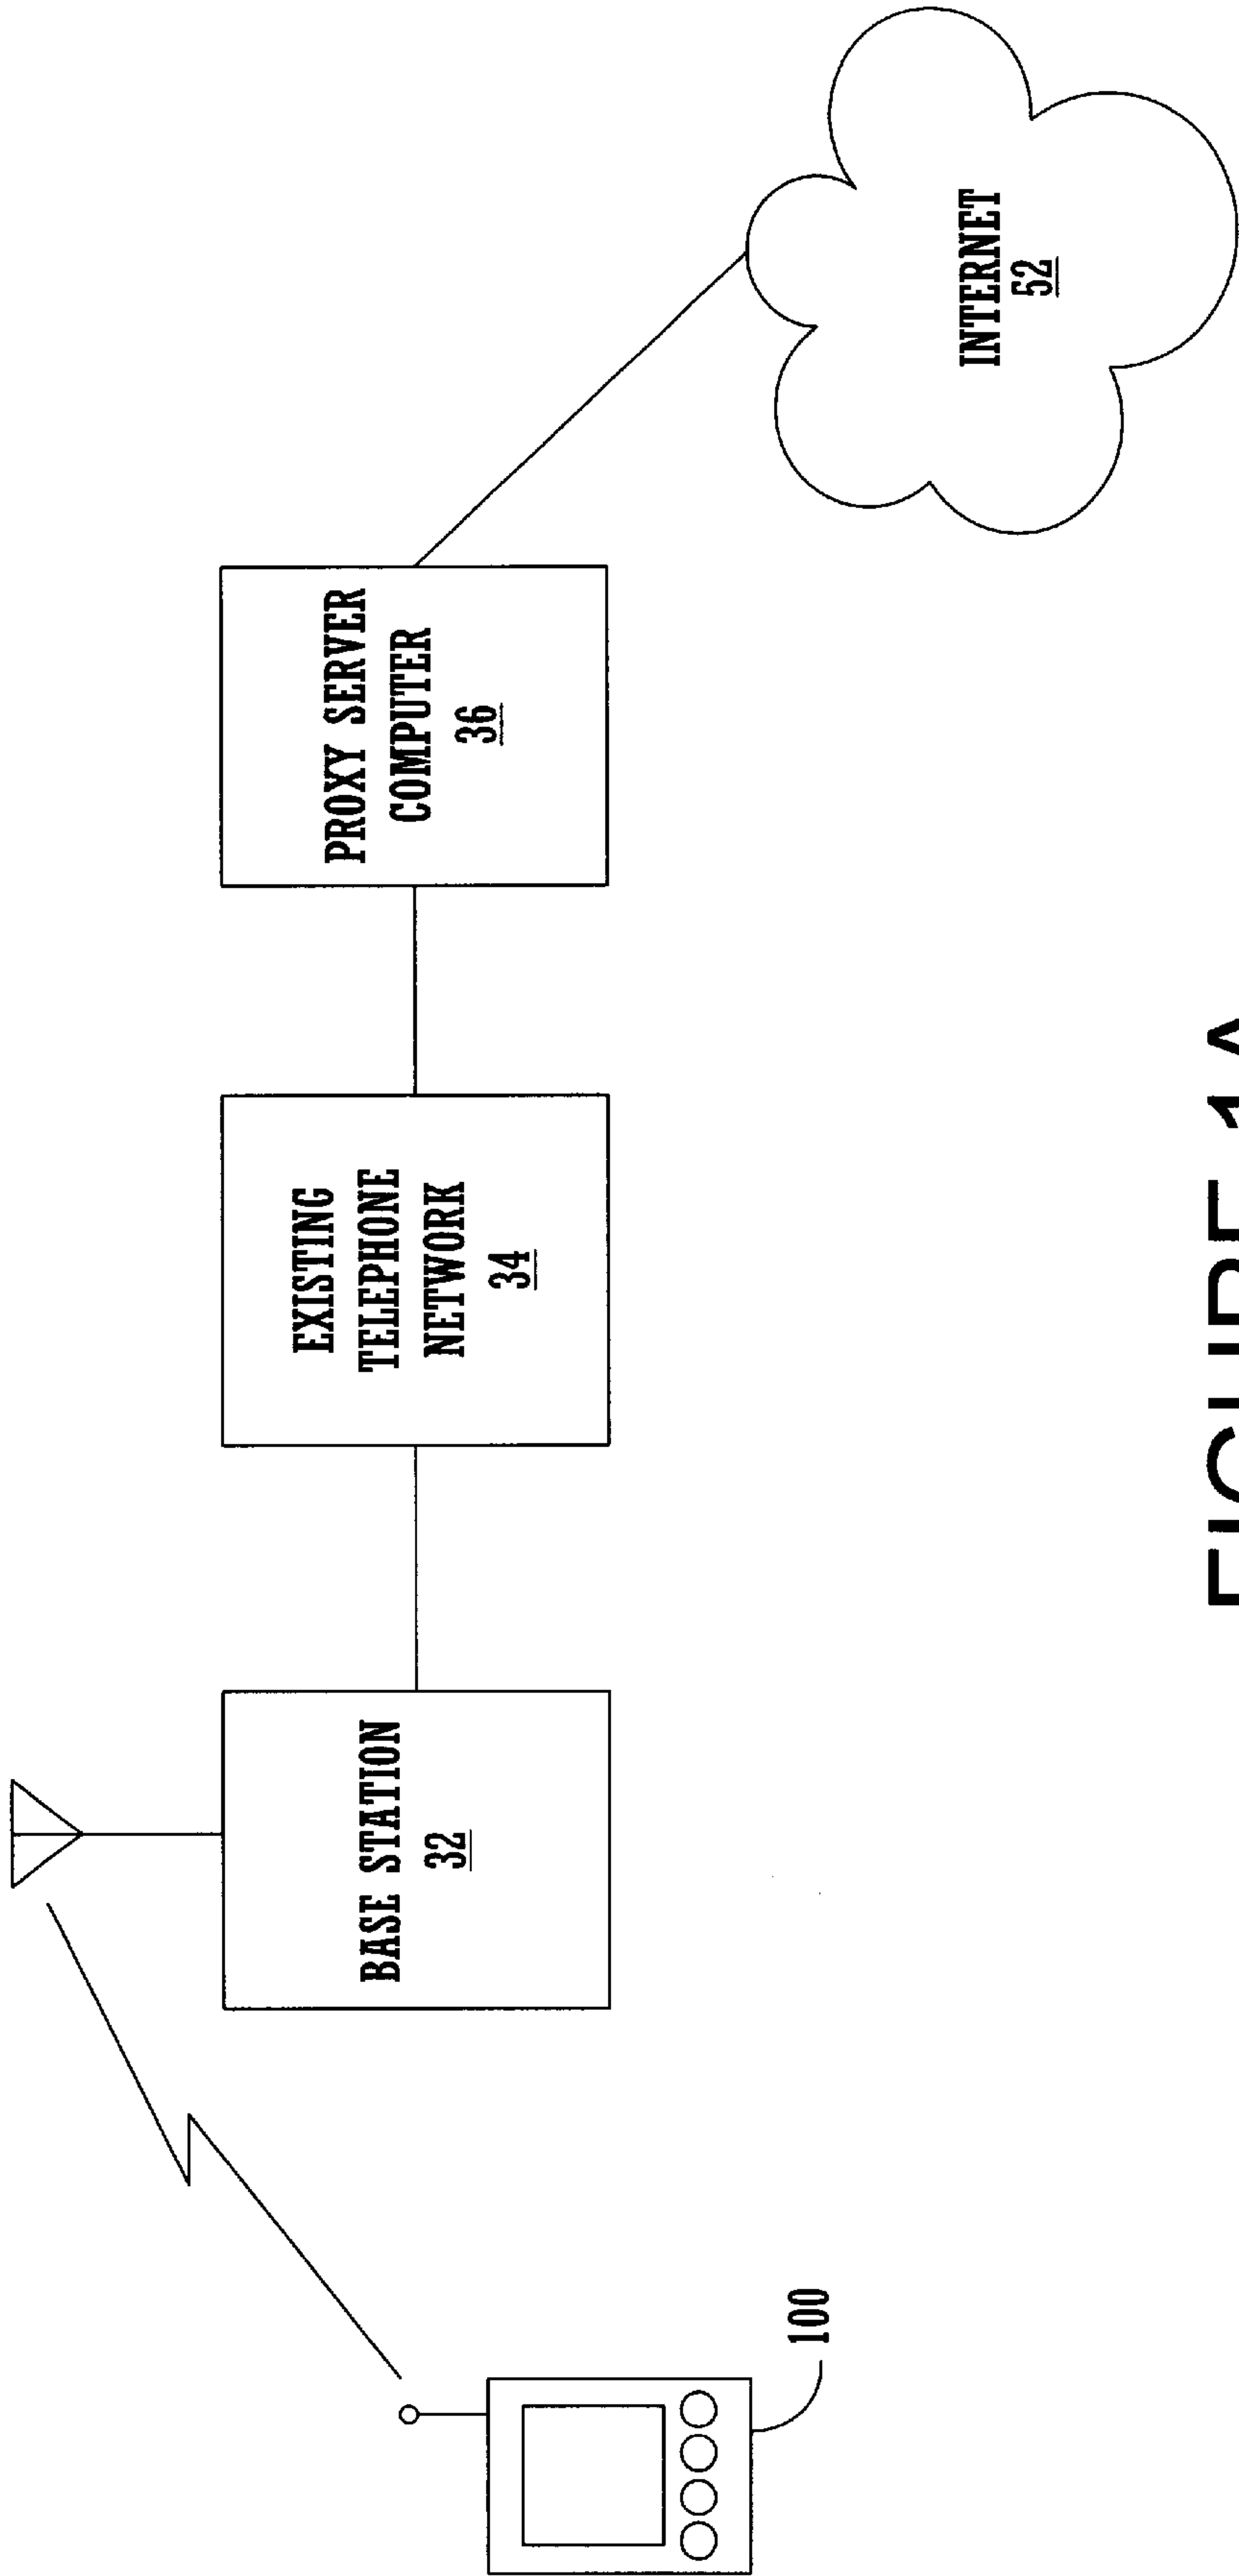 100
BASE STATION
32
EXISTING
TELEPHONE
NETWORK
34
PROXY SERVER
COMPUTER
36
INTERNET
52
FIGURE 1A